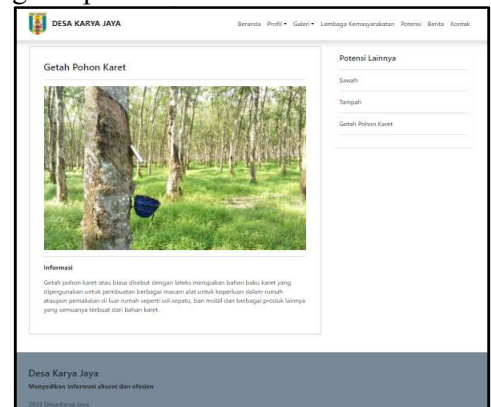 DESA KARYA JAYA
Beranda Profil Galeri Lembaga Kemasyarakatan Potensi Berita Kontak
Getah Pohon Karet
Informasi
Getah pohon karet atau biasa disebut dengan lateks merupakan bahan baku karet yang
dipergunakan untuk pembuatan berbagai macam alat untuk keperluan dalam rumah
ataupun pemakaian di luar rumah seperti sol sepatu, ban mobil dan berbagai produk lainnya
yang semuanya terbuat dari bahan karet.
Potensi Lainnya
Sawah
Tampah
Getah Pohon Karet
Desa Karya Jaya
Menyedikan Informasi akurat dan efesien
2023 Desa Karya Jaya